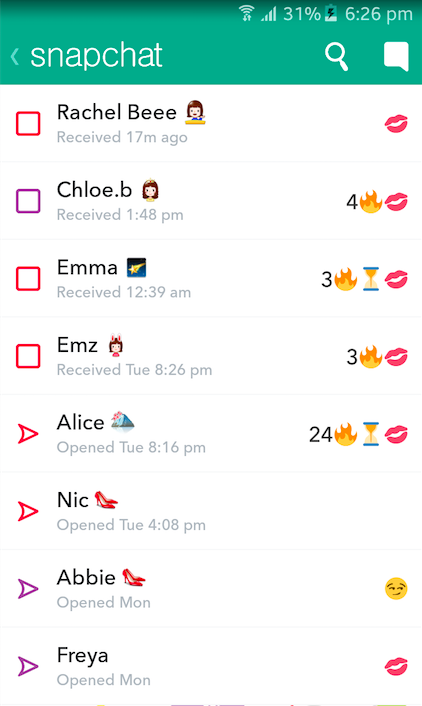 31% 6:26 pm
snapchat
Rachel Beee 💁
Received 17m ago
Chloe.b 👸
4🔥💋
Received 1:48 pm
Emma 🌠
3🔥⏳💋
Received 12:39 am
Emz 👯
3🔥💋
Received Tue 8:26 pm
Alice 🗻
24🔥⏳💋
Opened Tue 8:16 pm
Nic 👠
Opened Tue 4:08 pm
Abbie 👠
Opened Mon
Freya
Opened Mon